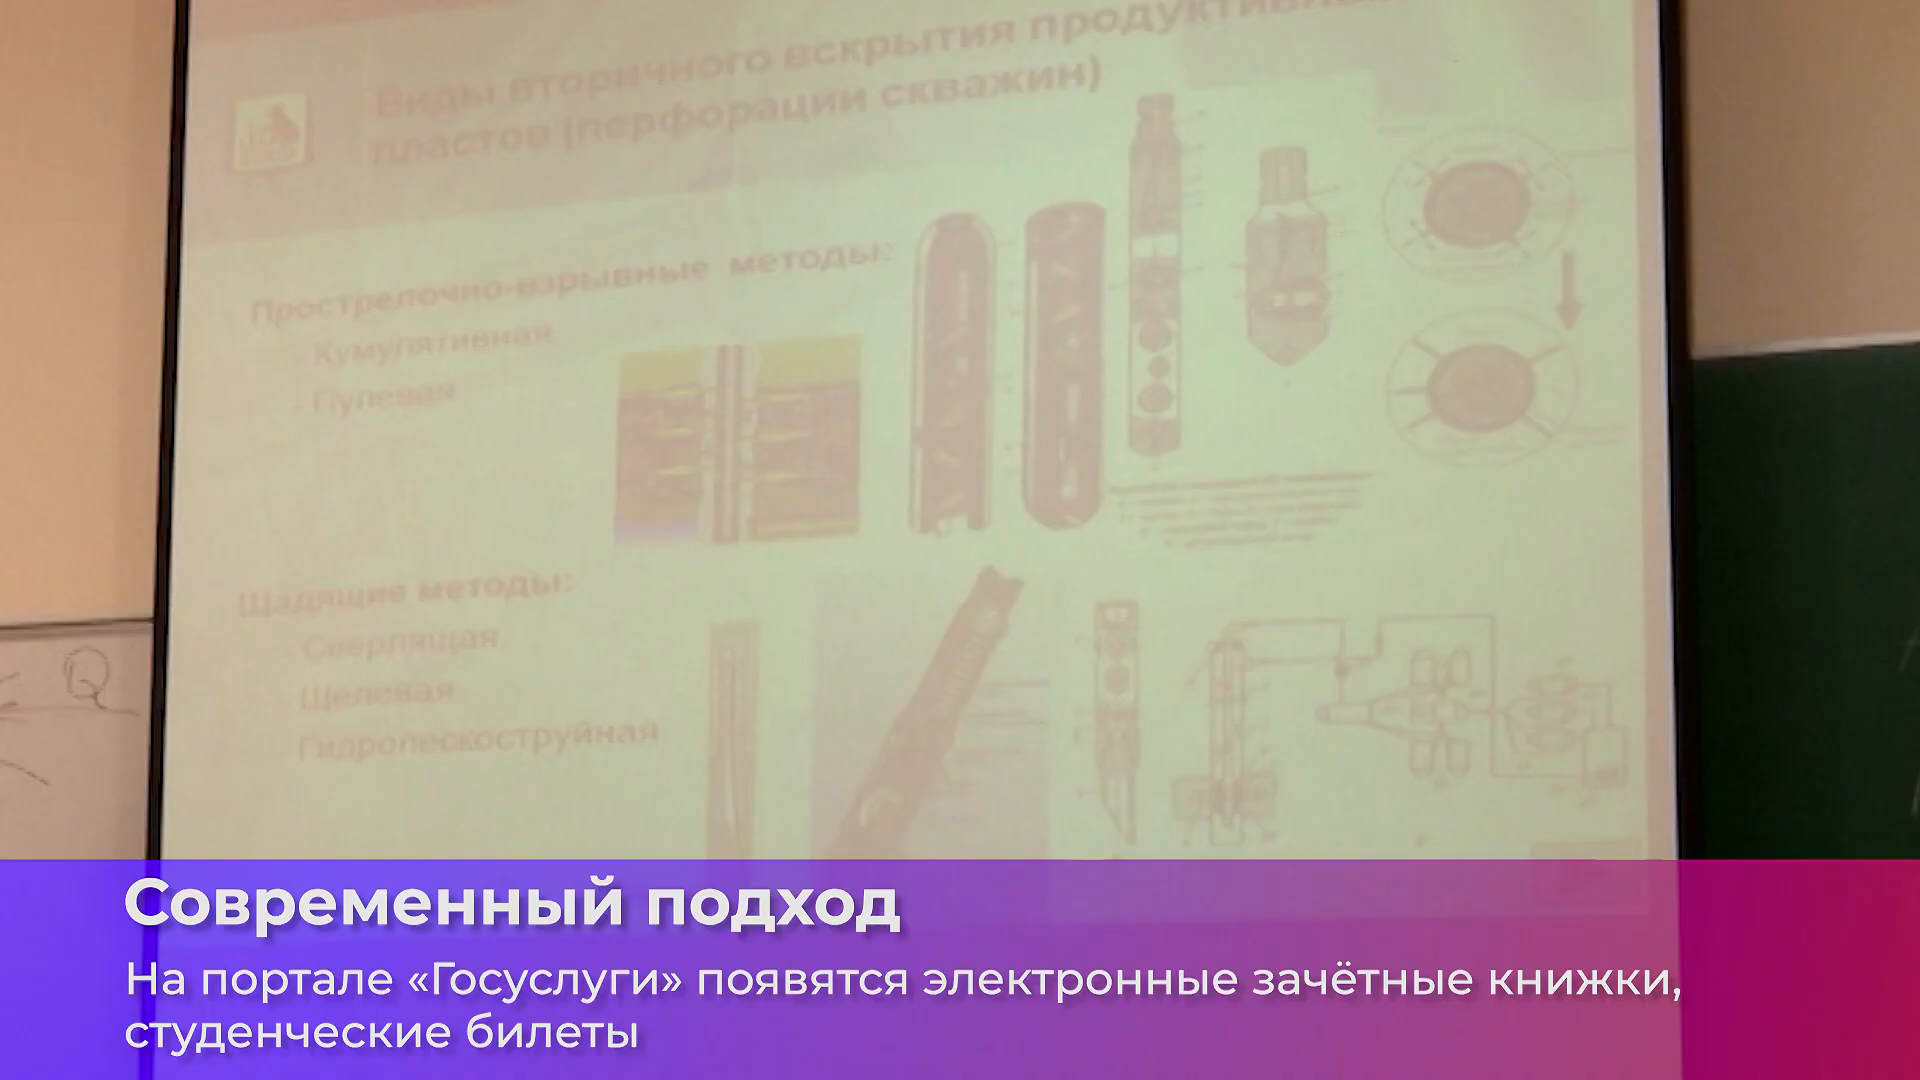 Виды вторичного вскрытия
пластов (перфорации скважин)
Прострелочно-взрывные методы:
- Кумулятивная
- Пулевая
Щадящие методы:
- Сверлящая
- Щелевая
Гидропескоструйная
Q
Современный подход
На портале «Госуслуги» появятся электронные зачётные книжки,
студенческие билеты